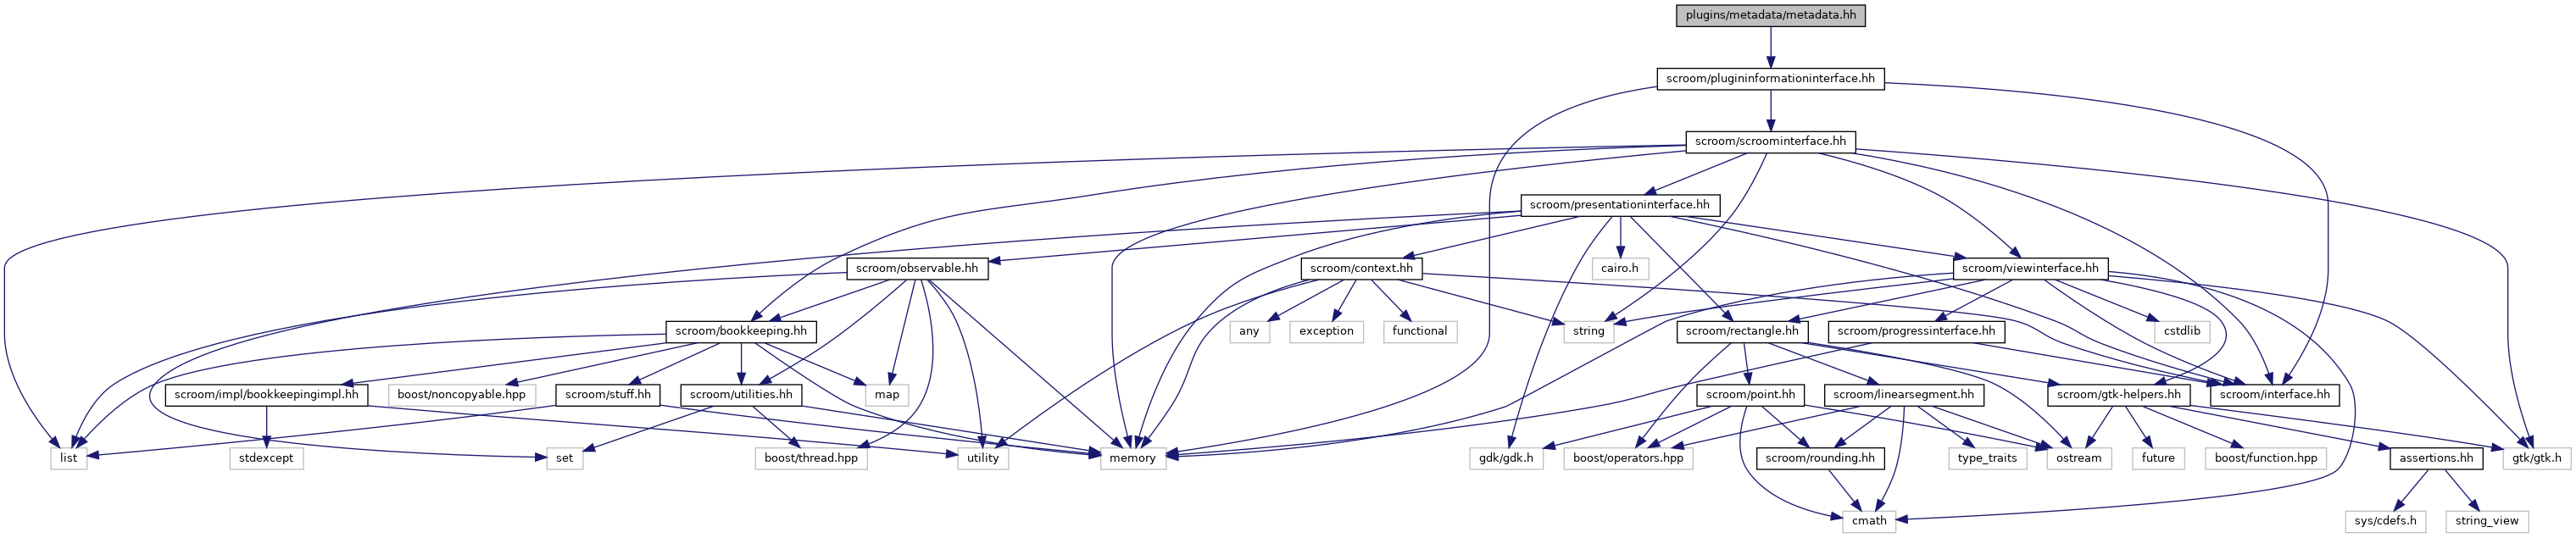 plugins/metadata/metadata.hh
scroom/plugininformationinterface.hh
scroom/scroominterface.hh
scroom/presentationinterface.hh
scroom/observable.hh
scroom/context.hh
cairo.h
scroom/viewinterface.hh
scroom/bookkeeping.hh
any
exception
functional
string
scroom/rectangle.hh
scroom/progressinterface.hh
cstdlib
scroom/impl/bookkeepingimpl.hh
boost/noncopyable.hpp
scroom/stuff.hh
scroom/utilities.hh
map
scroom/point.hh
scroom/linearsegment.hh
scroom/gtk-helpers.hh
scroom/interface.hh
list
stdexcept
set
boost/thread.hpp
utility
memory
gdk/gdk.h
boost/operators.hpp
scroom/rounding.hh
type_traits
ostream
future
boost/function.hpp
assertions.hh
gtk/gtk.h
cmath
sys/cdefs.h
string_view